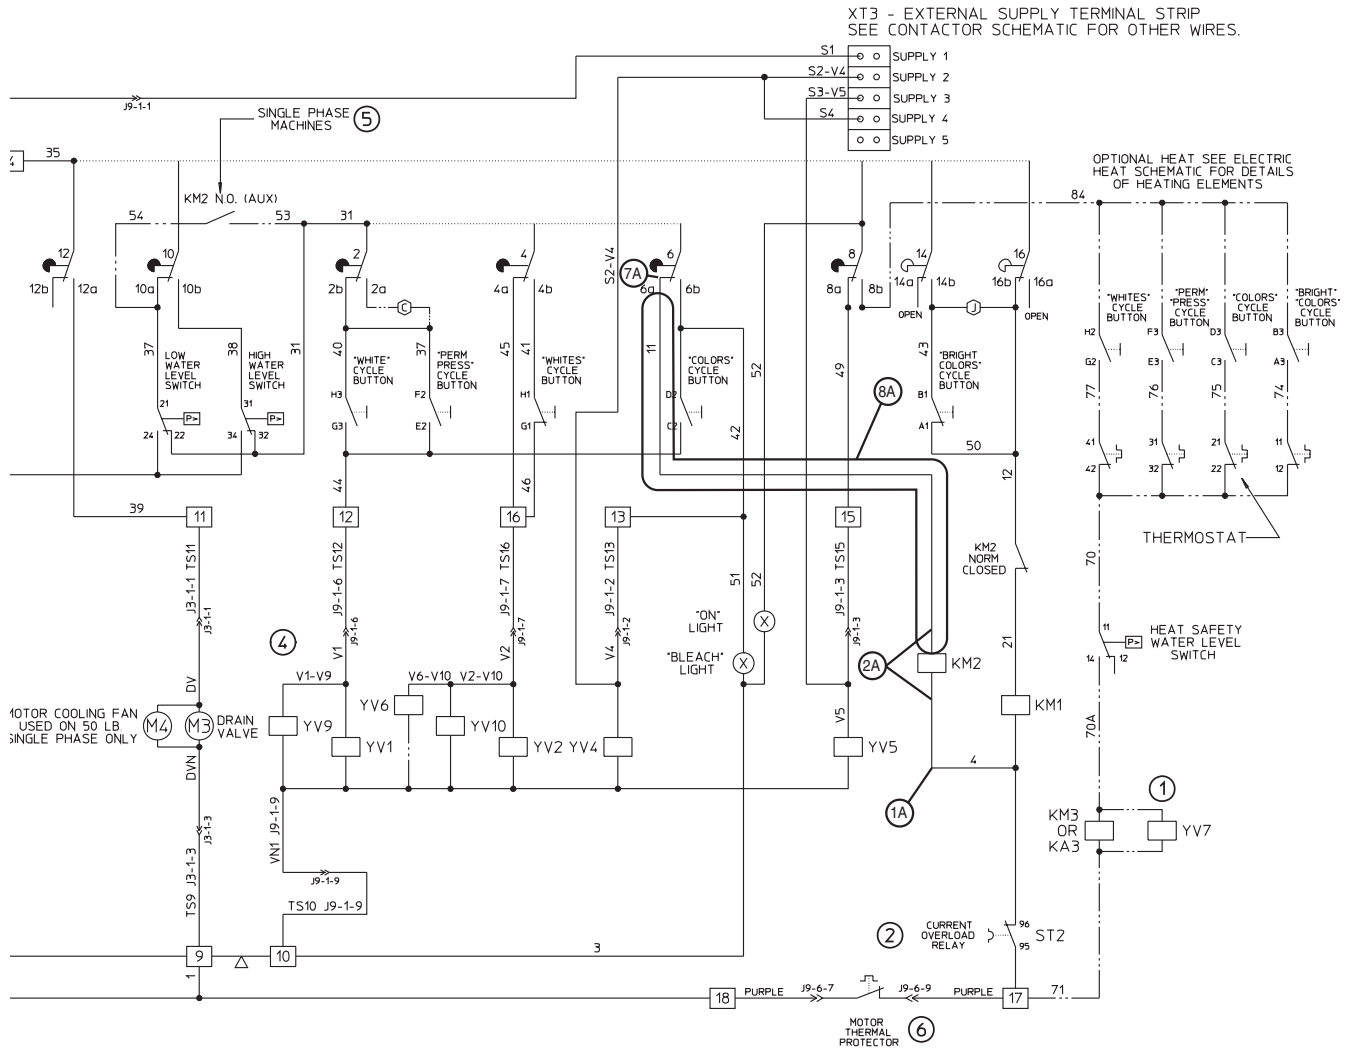 XT3 - EXTERNAL SUPPLY TERMINAL STRIP
SEE CONTACTOR SCHEMATIC FOR OTHER WIRES.
S1
SUPPLY 1
S2-V4
SUPPLY 2
S3-V5
SUPPLY 3
S4
SUPPLY 4
SUPPLY 5
J9-1-1
SINGLE PHASE
MACHINES
5
4
35
OPTIONAL HEAT SEE ELECTRIC
HEAT SCHEMATIC FOR DETAILS
OF HEATING ELEMENTS
84
KM2 N.O. (AUX)
54
53
31
S2-V4
12
12b
12a
10
10a
10b
2
2b
2a
C
4
4a
4b
7A
6
6a
6b
8
8a
8b
14
14a
14b
OPEN
J
16
16b
16a
OPEN
37
LOW
WATER
LEVEL
SWITCH
38
HIGH
WATER
LEVEL
SWITCH
31
40
"WHITE"
CYCLE
BUTTON
37
"PERM
PRESS"
CYCLE
BUTTON
45
41
"WHITES"
CYCLE
BUTTON
11
"COLORS"
CYCLE
BUTTON
52
42
49
8A
43
"BRIGHT
COLORS"
CYCLE
BUTTON
"WHITES"
CYCLE
BUTTON
"PERM
PRESS"
CYCLE
BUTTON
"COLORS"
CYCLE
BUTTON
"BRIGHT
"COLORS"
CYCLE
BUTTON
H2
G2
F3
E3
D3
C3
B3
A3
77
76
75
74
21
P>
24
22
31
P>
34
32
H3
G3
F2
E2
H1
G1
D2
C2
B1
A1
50
12
41
42
31
32
21
22
11
12
THERMOSTAT
39
44
46
11
12
16
13
15
KM2
NORM
CLOSED
70
J3-1-1 TS11
J3-1-1
J9-1-6 TS12
J9-1-6
J9-1-7 TS16
J9-1-7
J9-1-2 TS13
J9-1-2
51
52
J9-1-3 TS15
J9-1-3
"ON"
LIGHT
X
"BLEACH"
LIGHT
X
4
V1
V2
V4
2A
KM2
21
11
P>
14
12
HEAT SAFETY
WATER LEVEL
SWITCH
DV
V1-V9
V6-V10
V2-V10
V5
KM1
70A
MOTOR COOLING FAN
USED ON 50 LB.
SINGLE PHASE ONLY
M4
M3
DRAIN
VALVE
YV9
YV1
YV6
YV10
YV2
YV4
YV5
DVN
4
1A
1
VN1 J9-1-9
J3-1-3
KM3
OR
KA3
YV7
TS9 J3-1-3
J9-1-9
TS10 J9-1-9
2
CURRENT
OVERLOAD
RELAY
96
95
ST2
9
10
3
1
18
PURPLE
J9-6-7
J9-6-9
PURPLE
17
71
MOTOR
THERMAL
PROTECTOR
6